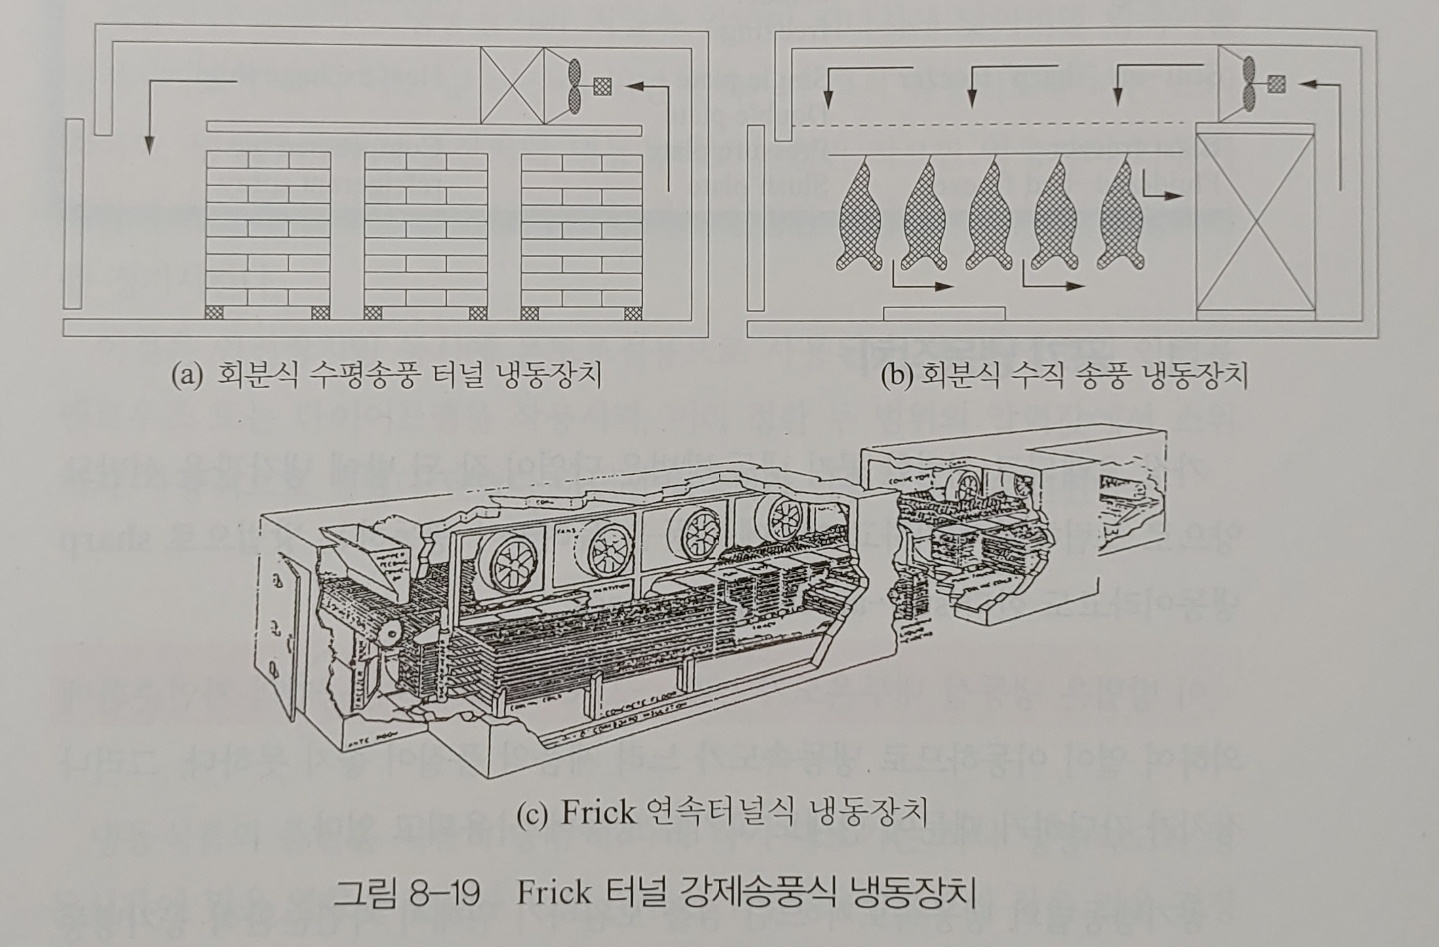 (a) 회분식 수평송풍 터널 냉동장치
(b) 회분식 수직 송풍 냉동장치
CONCRETE FLOOR
(c) Frick 연속터널식 냉동장치
그림 8-19 Frick 터널 강제송풍식 냉동장치